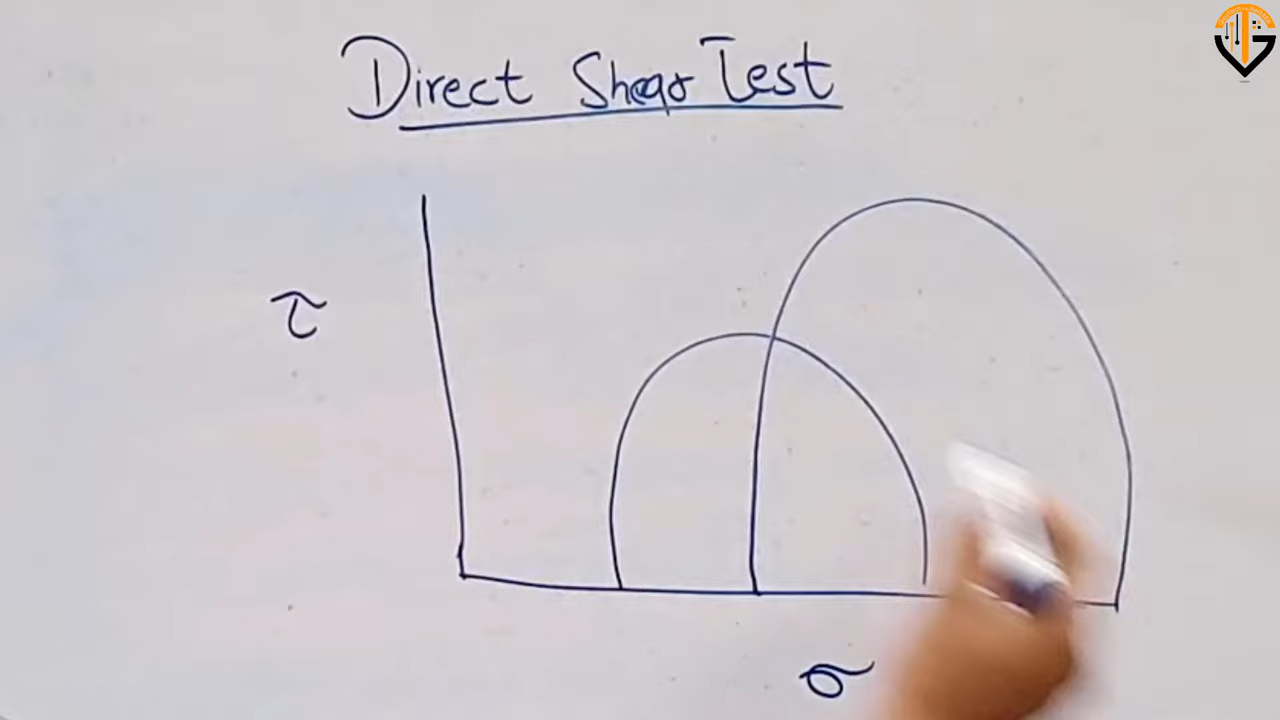 Direct Shear Test
τ
σ